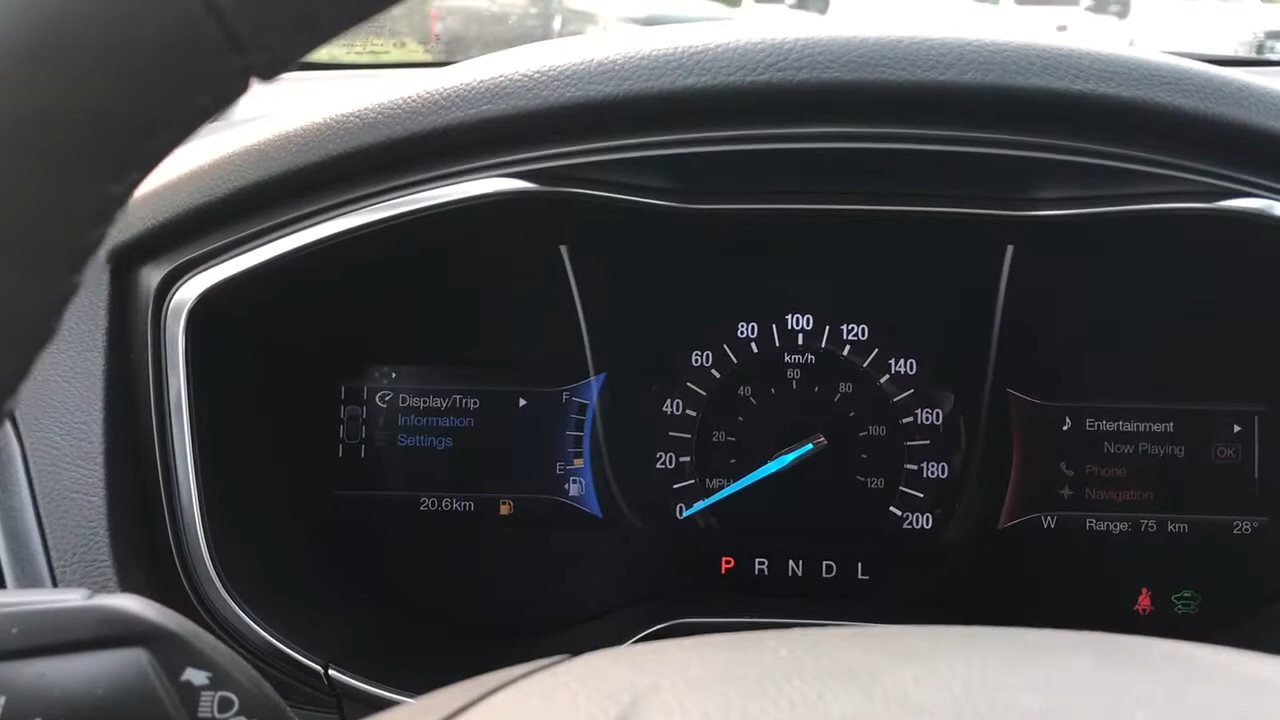 Display/Trip
Information
Settings
F
E
20.6km
0
20
40
60
80
100
120
140
160
180
200
km/h
MPH
20
40
60
80
100
120
P R N D L
Entertainment
Now Playing
OK
Phone
Navigation
W Range: 75 km 28°